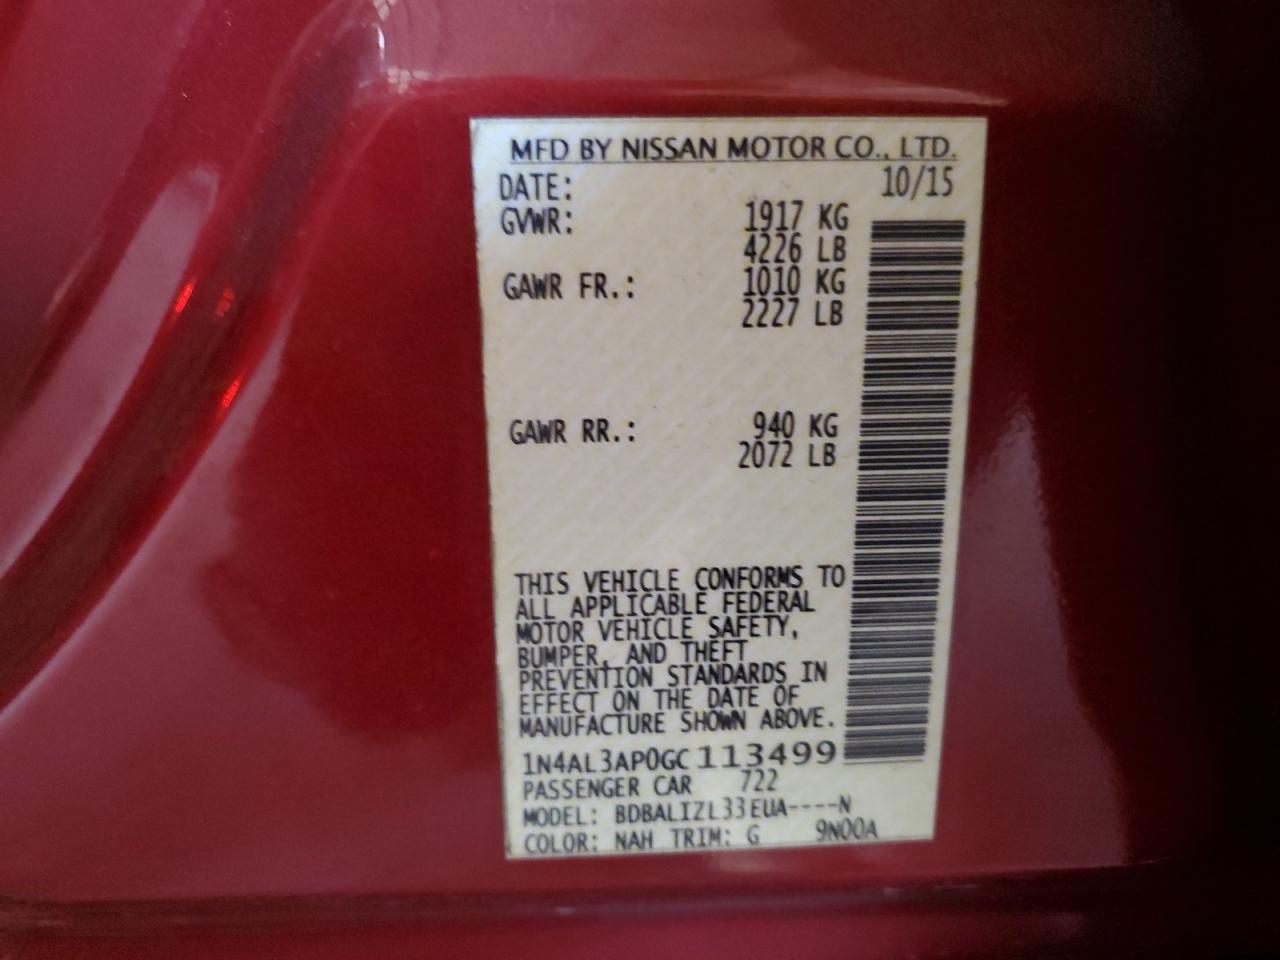 MFD BY NISSAN MOTOR CO., LTD.
DATE: 10/15
GVWR: 1917 KG
4226 LB
GAWR FR.: 1010 KG
2227 LB
GAWR RR.: 940 KG
2072 LB
THIS VEHICLE CONFORMS TO
ALL APPLICABLE FEDERAL
MOTOR VEHICLE SAFETY,
BUMPER, AND THEFT
PREVENTION STANDARDS IN
EFFECT ON THE DATE OF
MANUFACTURE SHOWN ABOVE.
1N4AL3AP0GC113499
PASSENGER CAR 722
MODEL: BDBALIZL33EUA----N
COLOR: NAH TRIM: G 9N00A